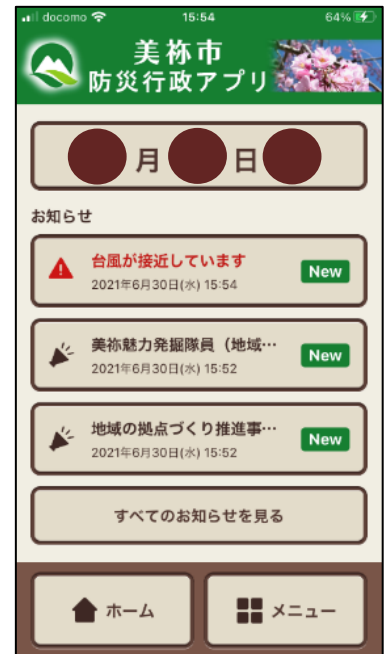 docomo 15:54 64%
美祢市
防災行政アプリ
月 日
お知らせ
台風が接近しています
2021年6月30日(水) 15:54
New
美祢魅力発掘隊員（地域…
2021年6月30日(水) 15:52
New
地域の拠点づくり推進事…
2021年6月30日(水) 15:52
New
すべてのお知らせを見る
ホーム メニュー